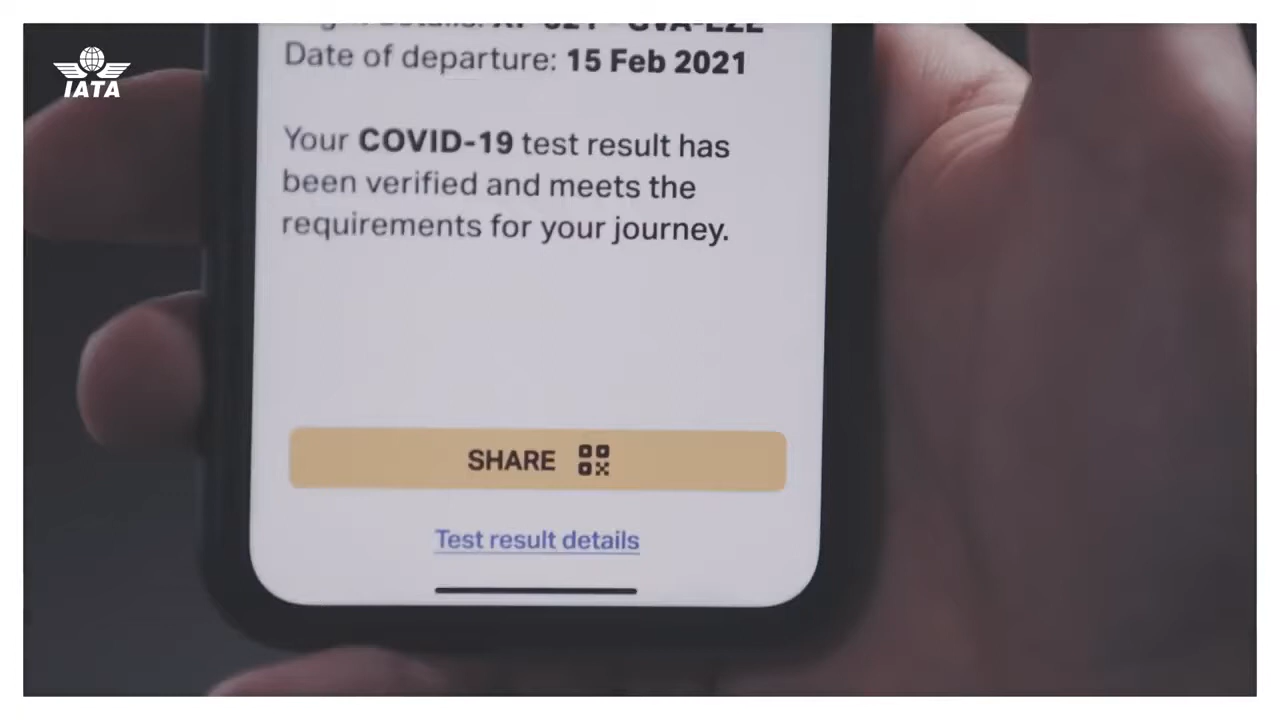 IATA
Date of departure: 15 Feb 2021
Your COVID-19 test result has
been verified and meets the
requirements for your journey.
SHARE
Test result details